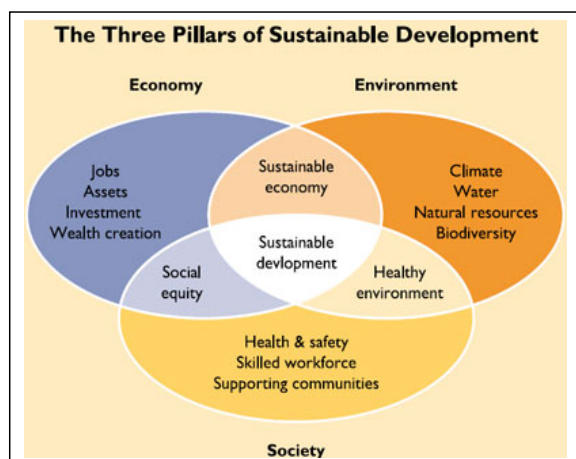 The Three Pillars of Sustainable Development
Economy
Environment
Jobs
Assets
Investment
Wealth creation
Sustainable
economy
Climate
Water
Natural resources
Biodiversity
Sustainable
devlopment
Social
equity
Healthy
environment
Health & safety
Skilled workforce
Supporting communities
Society